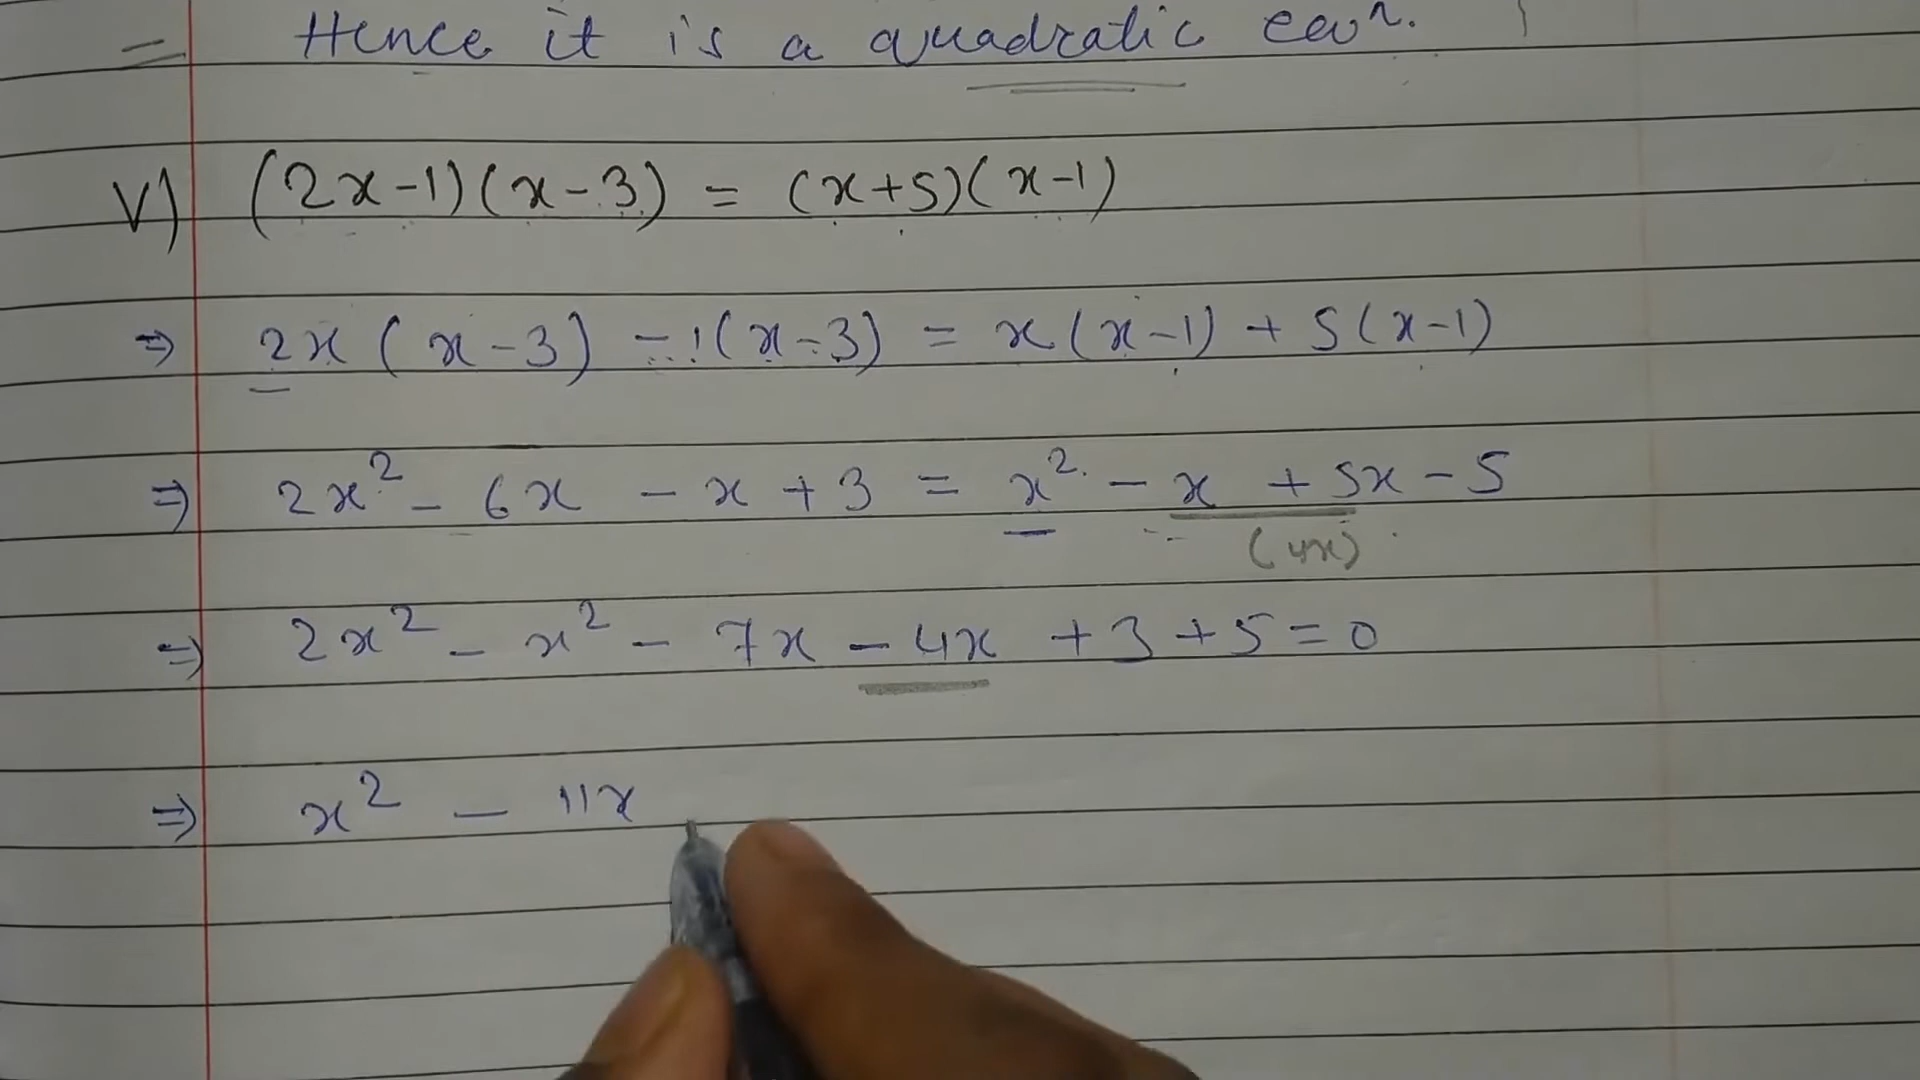 Hence it is a quadratic eqn.
V) (2x-1)(x-3) = (x+5)(x-1)
⇒ 2x(x-3) -1(x-3) = x(x-1) + 5(x-1)
⇒ 2x² - 6x - x + 3 = x² - x + 5x - 5
(4x)
⇒ 2x² - x² - 7x - 4x + 3 + 5 = 0
⇒ x² - 11x